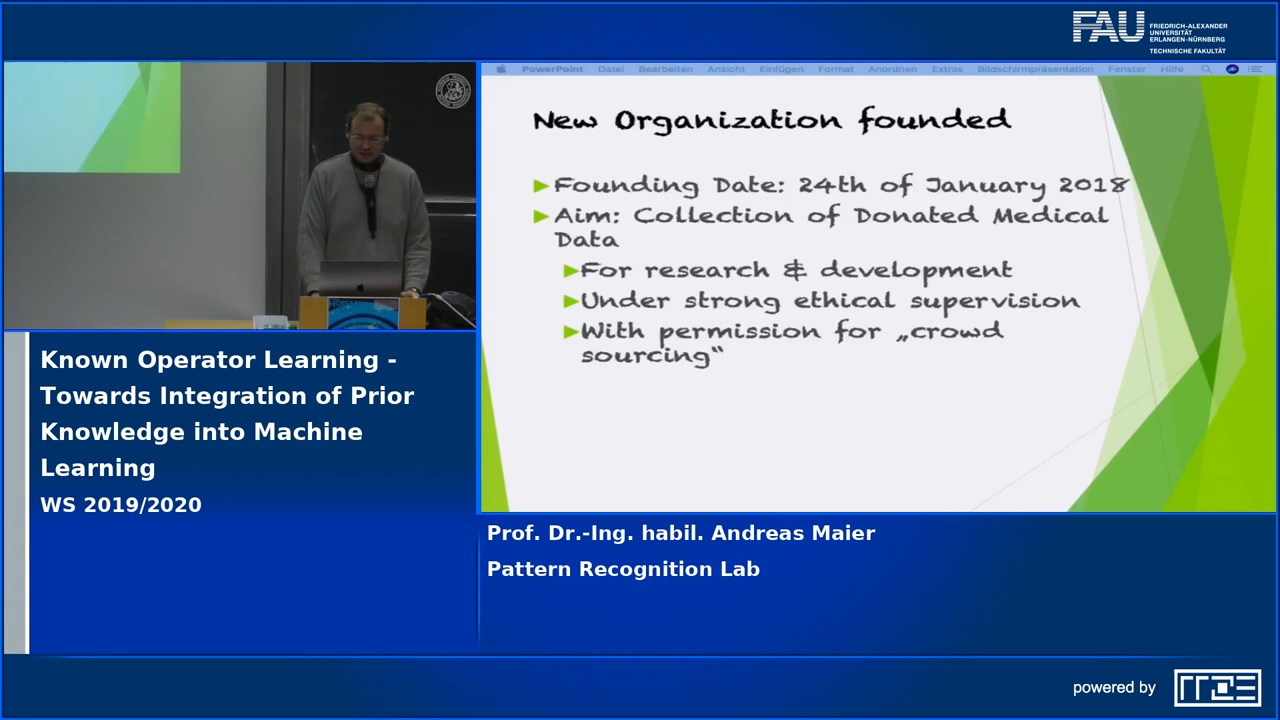 FAU
FRIEDRICH-ALEXANDER
UNIVERSITÄT
ERLANGEN-NÜRNBERG
TECHNISCHE FAKULTÄT
PowerPoint Datei Bearbeiten Ansicht Einfügen Format Anordnen Extras Bildschirmpräsentation Fenster Hilfe
New Organization founded
Founding Date: 24th of January 2018
Aim: Collection of Donated Medical
Data
For research & development
Under strong ethical supervision
With permission for „crowd
sourcing“
Known Operator Learning -
Towards Integration of Prior
Knowledge into Machine
Learning
WS 2019/2020
Prof. Dr.-Ing. habil. Andreas Maier
Pattern Recognition Lab
powered by